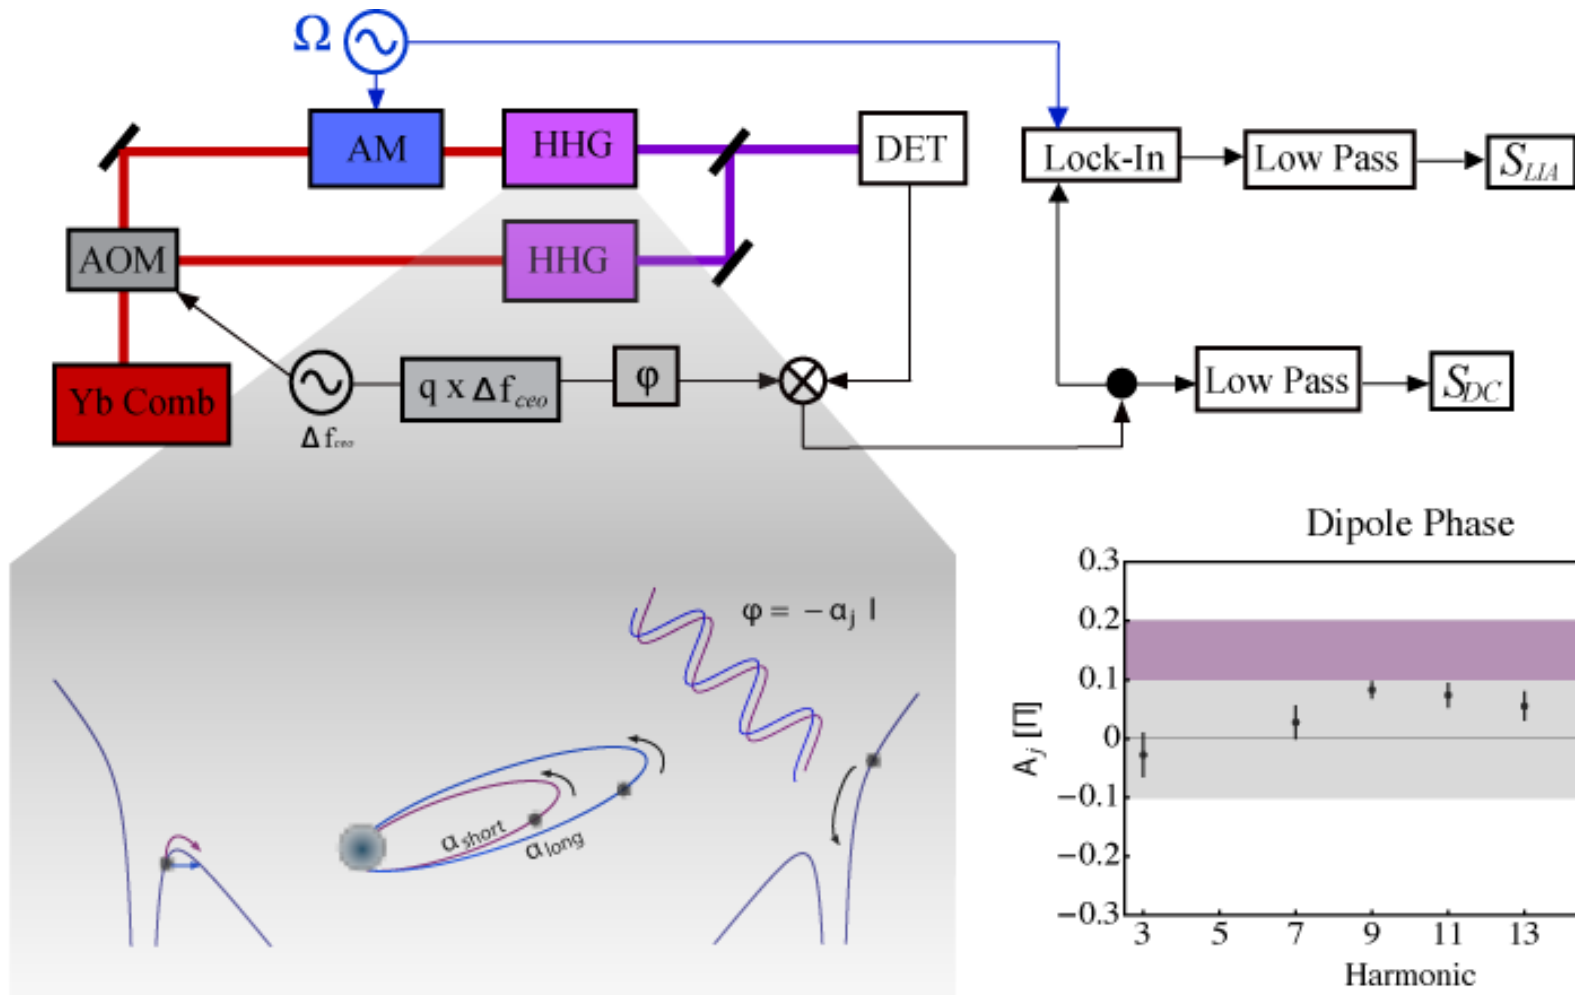 Ω
AM
HHG
DET
Lock-In
Low Pass
S_LIA
AOM
HHG
Yb Comb
Δ f_ceo
q x Δ f_ceo
φ
Low Pass
S_DC
φ = - α_j I
α_short
α_long
Dipole Phase
0.3
0.2
0.1
0
−0.1
−0.2
−0.3
A_j [Π]
3 5 7 9 11 13
Harmonic